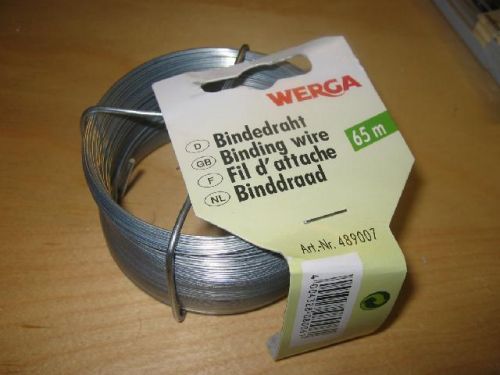 WERGA
D Bindedraht
GB Binding wire
F Fil d'attache
NL Binddraad
65 m
Art.-Nr. 489007